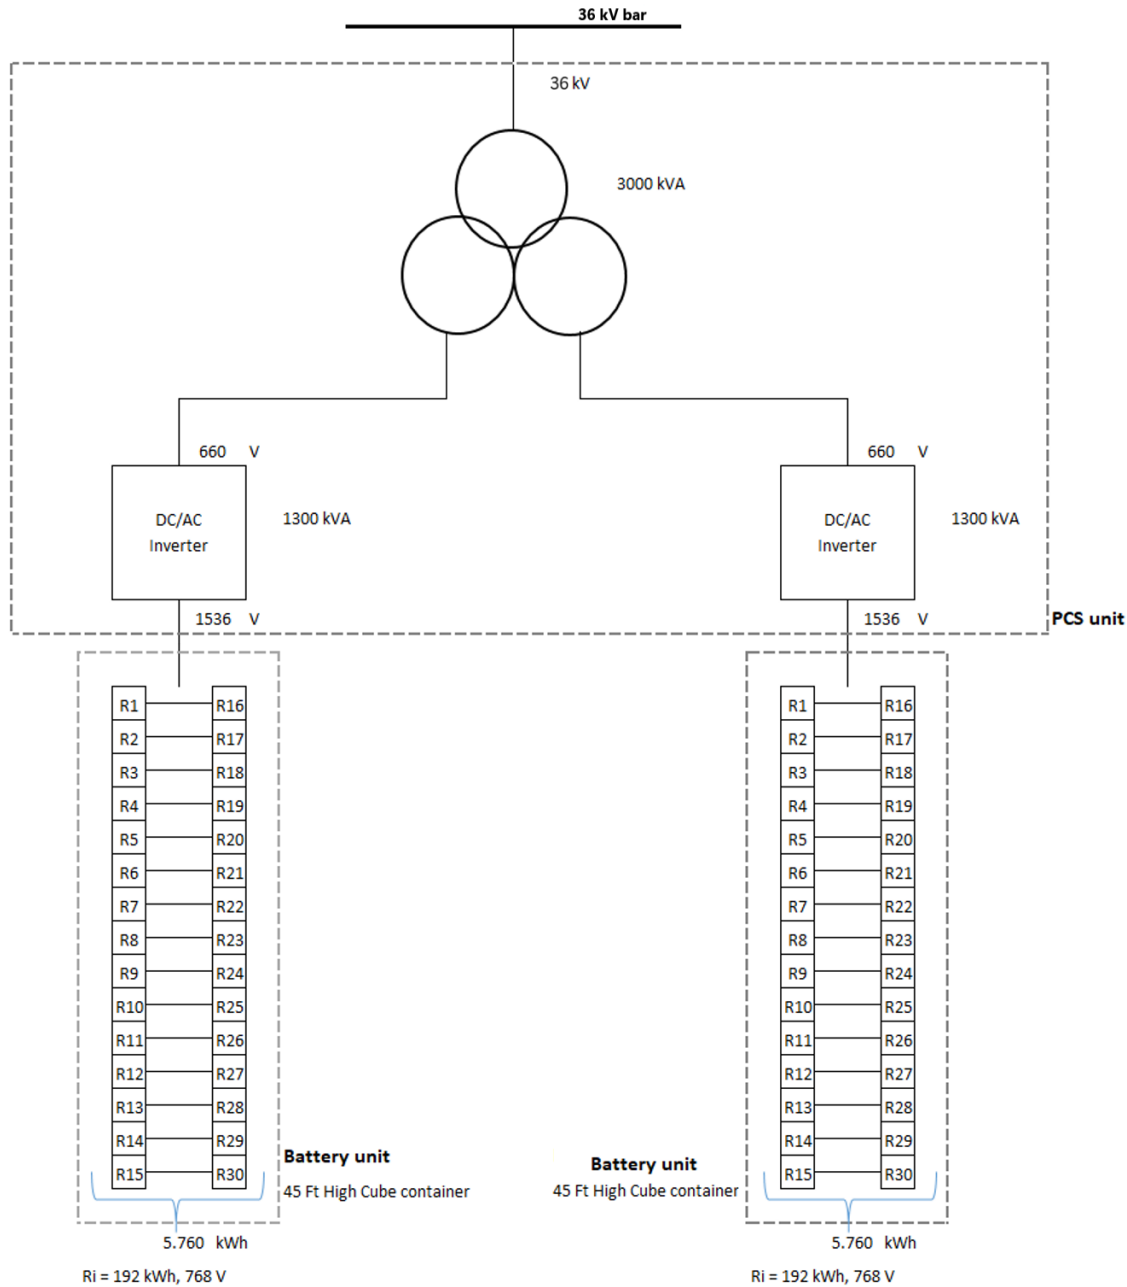 36 kV bar
36 kV
3000 kVA
660 V
660 V
DC/AC
Inverter
1300 kVA
DC/AC
Inverter
1300 kVA
1536 V
1536 V
PCS unit
R1 R16
R2 R17
R3 R18
R4 R19
R5 R20
R6 R21
R7 R22
R8 R23
R9 R24
R10 R25
R11 R26
R12 R27
R13 R28
R14 R29
R15 R30
Battery unit
45 Ft High Cube container
5.760 kWh
Ri = 192 kWh, 768 V
R1 R16
R2 R17
R3 R18
R4 R19
R5 R20
R6 R21
R7 R22
R8 R23
R9 R24
R10 R25
R11 R26
R12 R27
R13 R28
R14 R29
R15 R30
Battery unit
45 Ft High Cube container
5.760 kWh
Ri = 192 kWh, 768 V